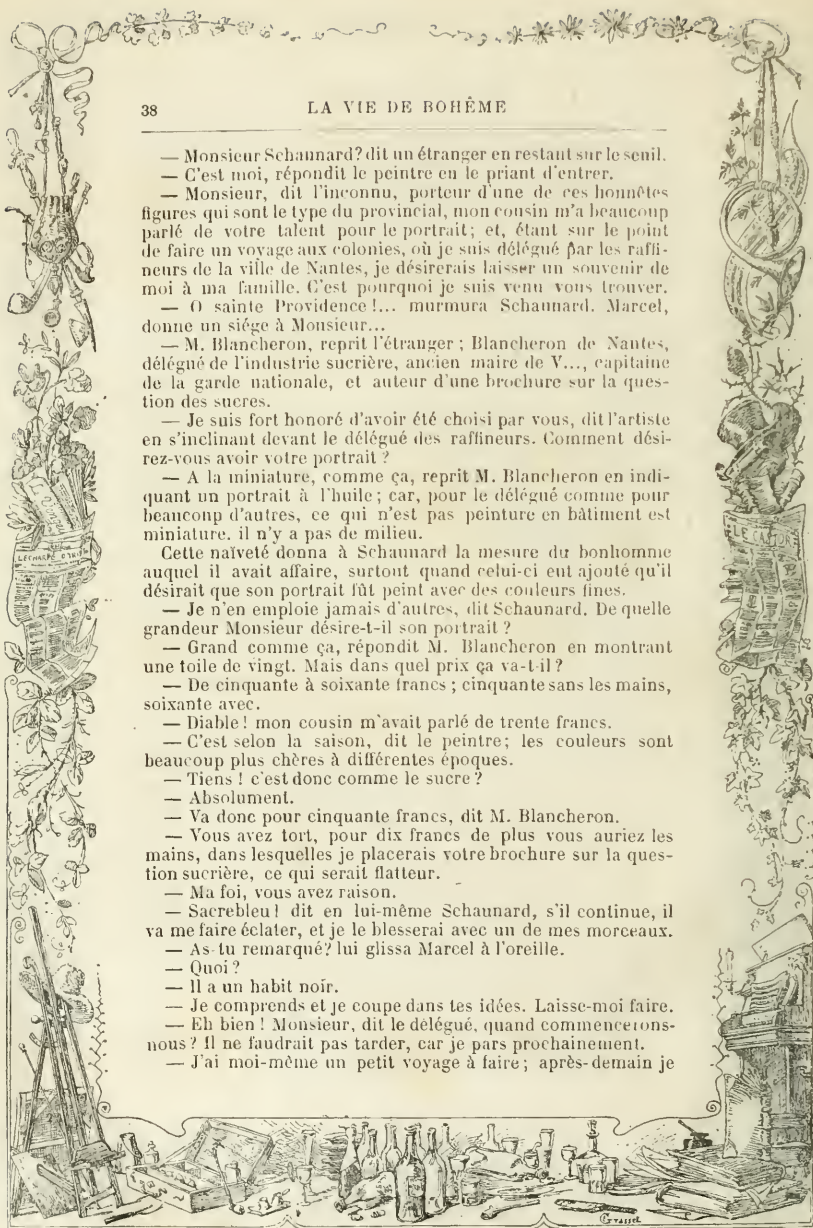 38 LA VIE DE BOHÊME
— Monsieur Schaunard? dit un étranger en restant sur le seuil.
— C'est moi, répondit le peintre en le priant d'entrer.
— Monsieur, dit l'inconnu, porteur d'une de ces honnêtes
figures qui sont le type du provincial, mon cousin m'a beaucoup
parlé de votre talent pour le portrait; et, étant sur le point
de faire un voyage aux colonies, où je suis délégué par les raffi-
neurs de la ville de Nantes, je désirerais laisser un souvenir de
moi à ma famille. C'est pourquoi je suis venu vous trouver.
— O sainte Providence!... murmura Schaunard. Marcel,
donne un siége à Monsieur...
— M. Blancheron, reprit l'étranger; Blancheron de Nantes,
délégué de l'industrie sucrière, ancien maire de V..., capitaine
de la garde nationale, et auteur d'une brochure sur la ques-
tion des sucres.
— Je suis fort honoré d'avoir été choisi par vous, dit l'artiste
en s'inclinant devant le délégué des raffineurs. Comment dési-
rez-vous avoir votre portrait?
— A la miniature, comme ça, reprit M. Blancheron en indi-
quant un portrait à l'huile; car, pour le délégué comme pour
beaucoup d'autres, ce qui n'est pas peinture en bâtiment est
miniature. il n'y a pas de milieu.
Cette naïveté donna à Schaunard la mesure du bonhomme
auquel il avait affaire, surtout quand celui-ci eut ajouté qu'il
désirait que son portrait fût peint avec des couleurs fines.
— Je n'en emploie jamais d'autres, dit Schaunard. De quelle
grandeur Monsieur désire-t-il son portrait?
— Grand comme ça, répondit M. Blancheron en montrant
une toile de vingt. Mais dans quel prix ça va-t-il?
— De cinquante à soixante francs; cinquante sans les mains,
soixante avec.
— Diable! mon cousin m'avait parlé de trente francs.
— C'est selon la saison, dit le peintre; les couleurs sont
beaucoup plus chères à différentes époques.
— Tiens! c'est donc comme le sucre?
— Absolument.
— Va donc pour cinquante francs, dit M. Blancheron.
— Vous avez tort, pour dix francs de plus vous auriez les
mains, dans lesquelles je placerais votre brochure sur la ques-
tion sucrière, ce qui serait flatteur.
— Ma foi, vous avez raison.
— Sacrebleu! dit en lui-même Schaunard, s'il continue, il
va me faire éclater, et je le blesserai avec un de mes morceaux.
— As-tu remarqué? lui glissa Marcel à l'oreille.
— Quoi?
— Il a un habit noir.
— Je comprends et je coupe dans tes idées. Laisse-moi faire.
— Eh bien! Monsieur, dit le délégué, quand commencerons-
nous? Il ne faudrait pas tarder, car je pars prochainement.
— J'ai moi-même un petit voyage à faire; après-demain je
LE CASTOR
Grasset